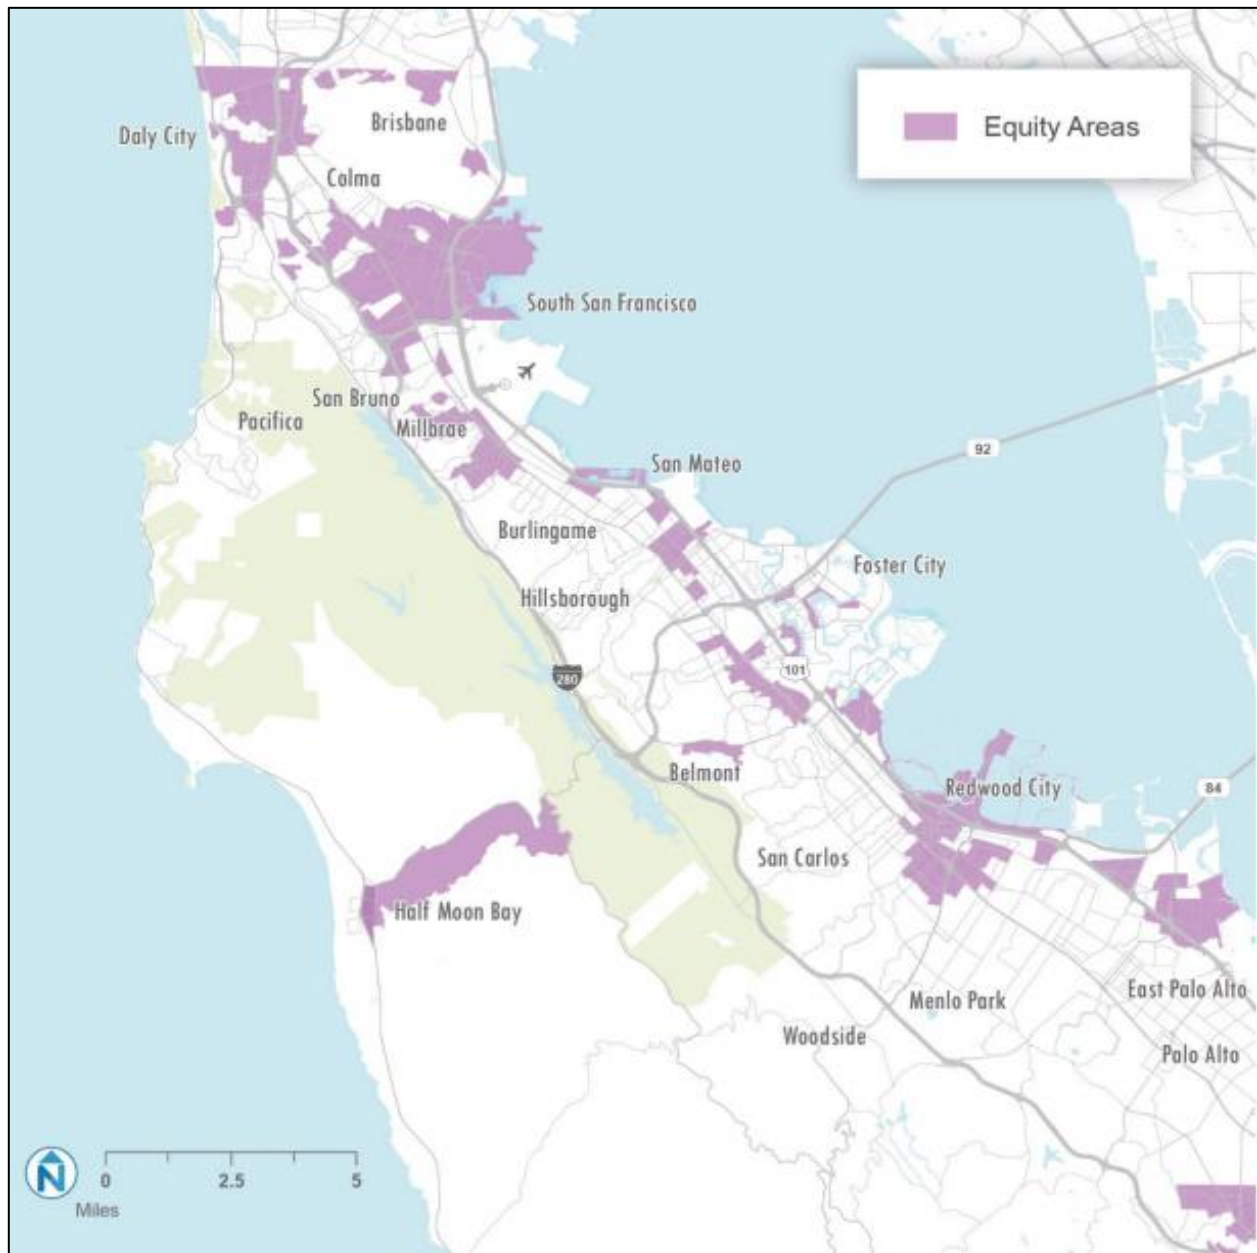 Equity Areas
Brisbane
Daly City
Colma
South San Francisco
San Bruno
Pacifica
Millbrae
San Mateo
92
Burlingame
Foster City
Hillsborough
280
101
Belmont
Redwood City
84
San Carlos
Half Moon Bay
East Palo Alto
Menlo Park
Woodside
Palo Alto
N
0 2.5 5
Miles